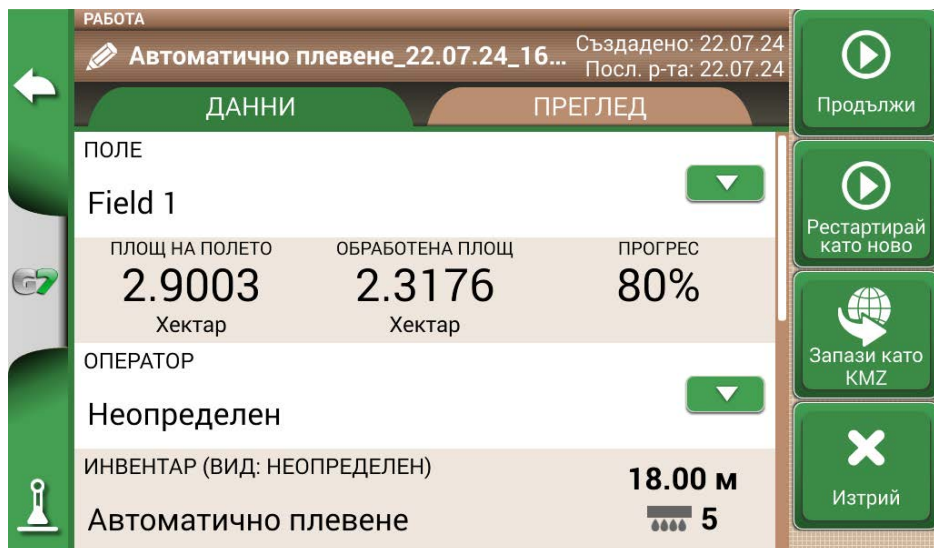 РАБОТА
Автоматично плевене_22.07.24_16...
Създадено: 22.07.24
Посл. р-та: 22.07.24
ДАННИ
ПРЕГЛЕД
ПОЛЕ
Field 1
ПЛОЩ НА ПОЛЕТО
ОБРАБОТЕНА ПЛОЩ
ПРОГРЕС
2.9003
2.3176
80%
Хектар
Хектар
ОПЕРАТОР
Неопределен
ИНВЕНТАР (ВИД: НЕОПРЕДЕЛЕН)
18.00 м
Автоматично плевене
5
G7
Продължи
Рестартирай
като ново
Запази като
KMZ
Изтрий